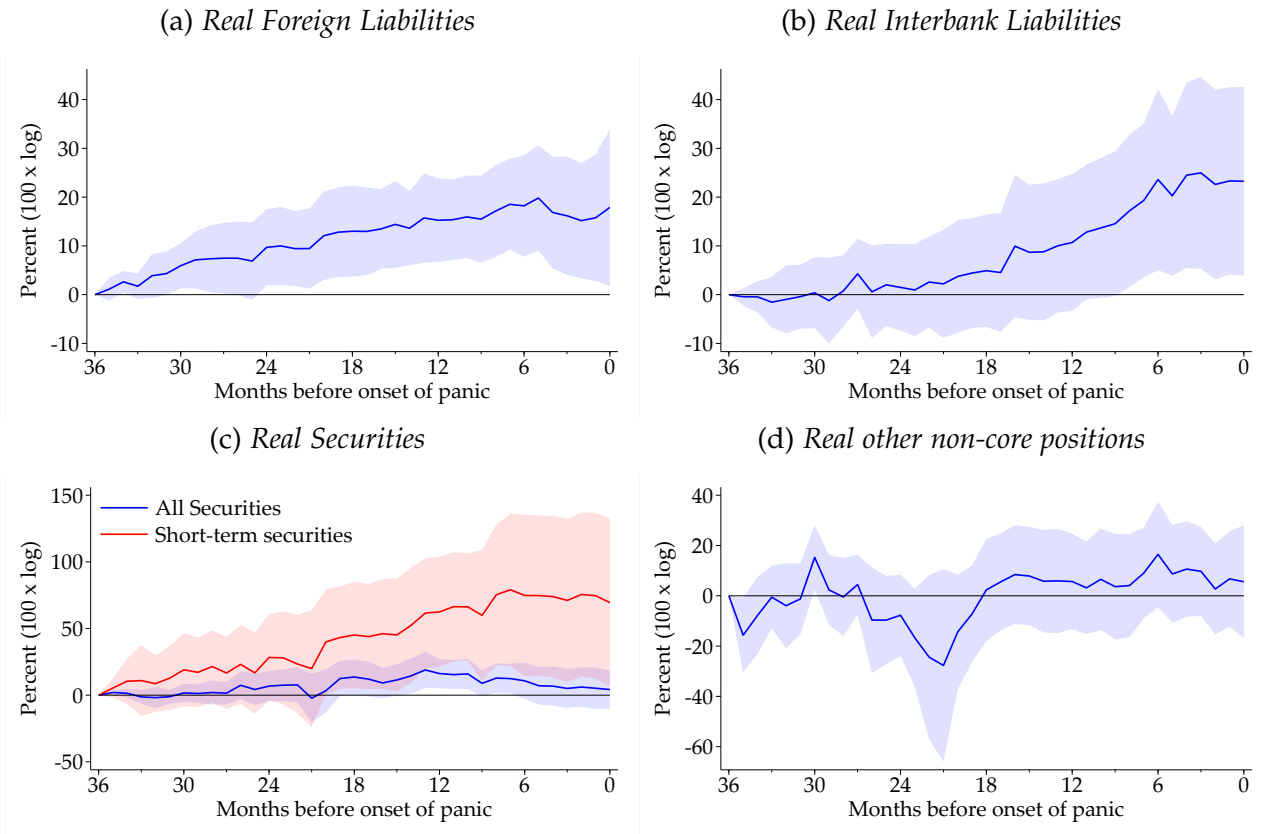 (a) Real Foreign Liabilities
Percent (100 x log)
40
30
20
10
0
-10
36 30 24 18 12 6 0
Months before onset of panic
(b) Real Interbank Liabilities
Percent (100 x log)
40
30
20
10
0
-10
36 30 24 18 12 6 0
Months before onset of panic
(c) Real Securities
Percent (100 x log)
150
100
50
0
-50
All Securities
Short-term securities
36 30 24 18 12 6 0
Months before onset of panic
(d) Real other non-core positions
Percent (100 x log)
40
20
0
-20
-40
-60
36 30 24 18 12 6 0
Months before onset of panic